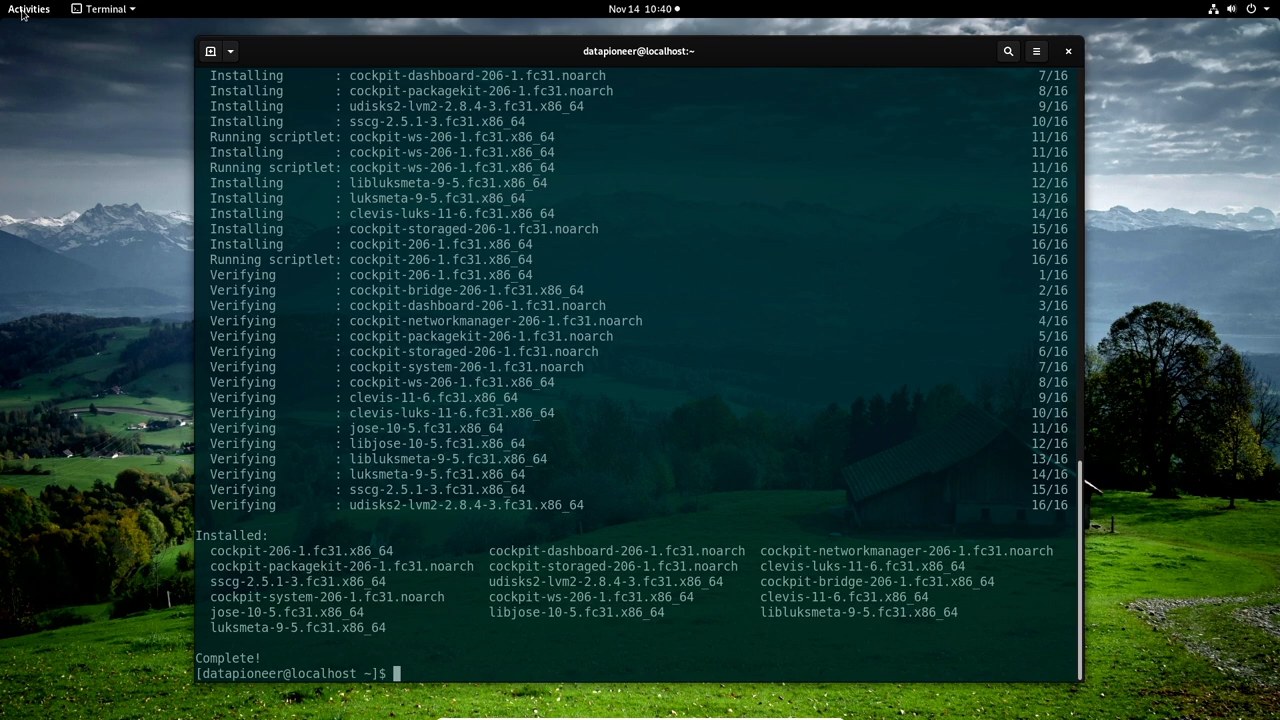 Activities Terminal Nov 14 10:40
datapioneer@localhost:~
Installing : cockpit-dashboard-206-1.fc31.noarch 7/16
Installing : cockpit-packagekit-206-1.fc31.noarch 8/16
Installing : udisks2-lvm2-2.8.4-3.fc31.x86_64 9/16
Installing : sscg-2.5.1-3.fc31.x86_64 10/16
Running scriptlet: cockpit-ws-206-1.fc31.x86_64 11/16
Installing : cockpit-ws-206-1.fc31.x86_64 11/16
Running scriptlet: cockpit-ws-206-1.fc31.x86_64 11/16
Installing : libluksmeta-9-5.fc31.x86_64 12/16
Installing : luksmeta-9-5.fc31.x86_64 13/16
Installing : clevis-luks-11-6.fc31.x86_64 14/16
Installing : cockpit-storaged-206-1.fc31.noarch 15/16
Installing : cockpit-206-1.fc31.x86_64 16/16
Running scriptlet: cockpit-206-1.fc31.x86_64 16/16
Verifying : cockpit-206-1.fc31.x86_64 1/16
Verifying : cockpit-bridge-206-1.fc31.x86_64 2/16
Verifying : cockpit-dashboard-206-1.fc31.noarch 3/16
Verifying : cockpit-networkmanager-206-1.fc31.noarch 4/16
Verifying : cockpit-packagekit-206-1.fc31.noarch 5/16
Verifying : cockpit-storaged-206-1.fc31.noarch 6/16
Verifying : cockpit-system-206-1.fc31.noarch 7/16
Verifying : cockpit-ws-206-1.fc31.x86_64 8/16
Verifying : clevis-11-6.fc31.x86_64 9/16
Verifying : clevis-luks-11-6.fc31.x86_64 10/16
Verifying : jose-10-5.fc31.x86_64 11/16
Verifying : libjose-10-5.fc31.x86_64 12/16
Verifying : libluksmeta-9-5.fc31.x86_64 13/16
Verifying : luksmeta-9-5.fc31.x86_64 14/16
Verifying : sscg-2.5.1-3.fc31.x86_64 15/16
Verifying : udisks2-lvm2-2.8.4-3.fc31.x86_64 16/16
Installed:
cockpit-206-1.fc31.x86_64 cockpit-dashboard-206-1.fc31.noarch cockpit-networkmanager-206-1.fc31.noarch
cockpit-packagekit-206-1.fc31.noarch cockpit-storaged-206-1.fc31.noarch clevis-luks-11-6.fc31.x86_64
sscg-2.5.1-3.fc31.x86_64 udisks2-lvm2-2.8.4-3.fc31.x86_64 cockpit-bridge-206-1.fc31.x86_64
cockpit-system-206-1.fc31.noarch cockpit-ws-206-1.fc31.x86_64 clevis-11-6.fc31.x86_64
jose-10-5.fc31.x86_64 libjose-10-5.fc31.x86_64 libluksmeta-9-5.fc31.x86_64
luksmeta-9-5.fc31.x86_64
Complete!
[datapioneer@localhost ~]$